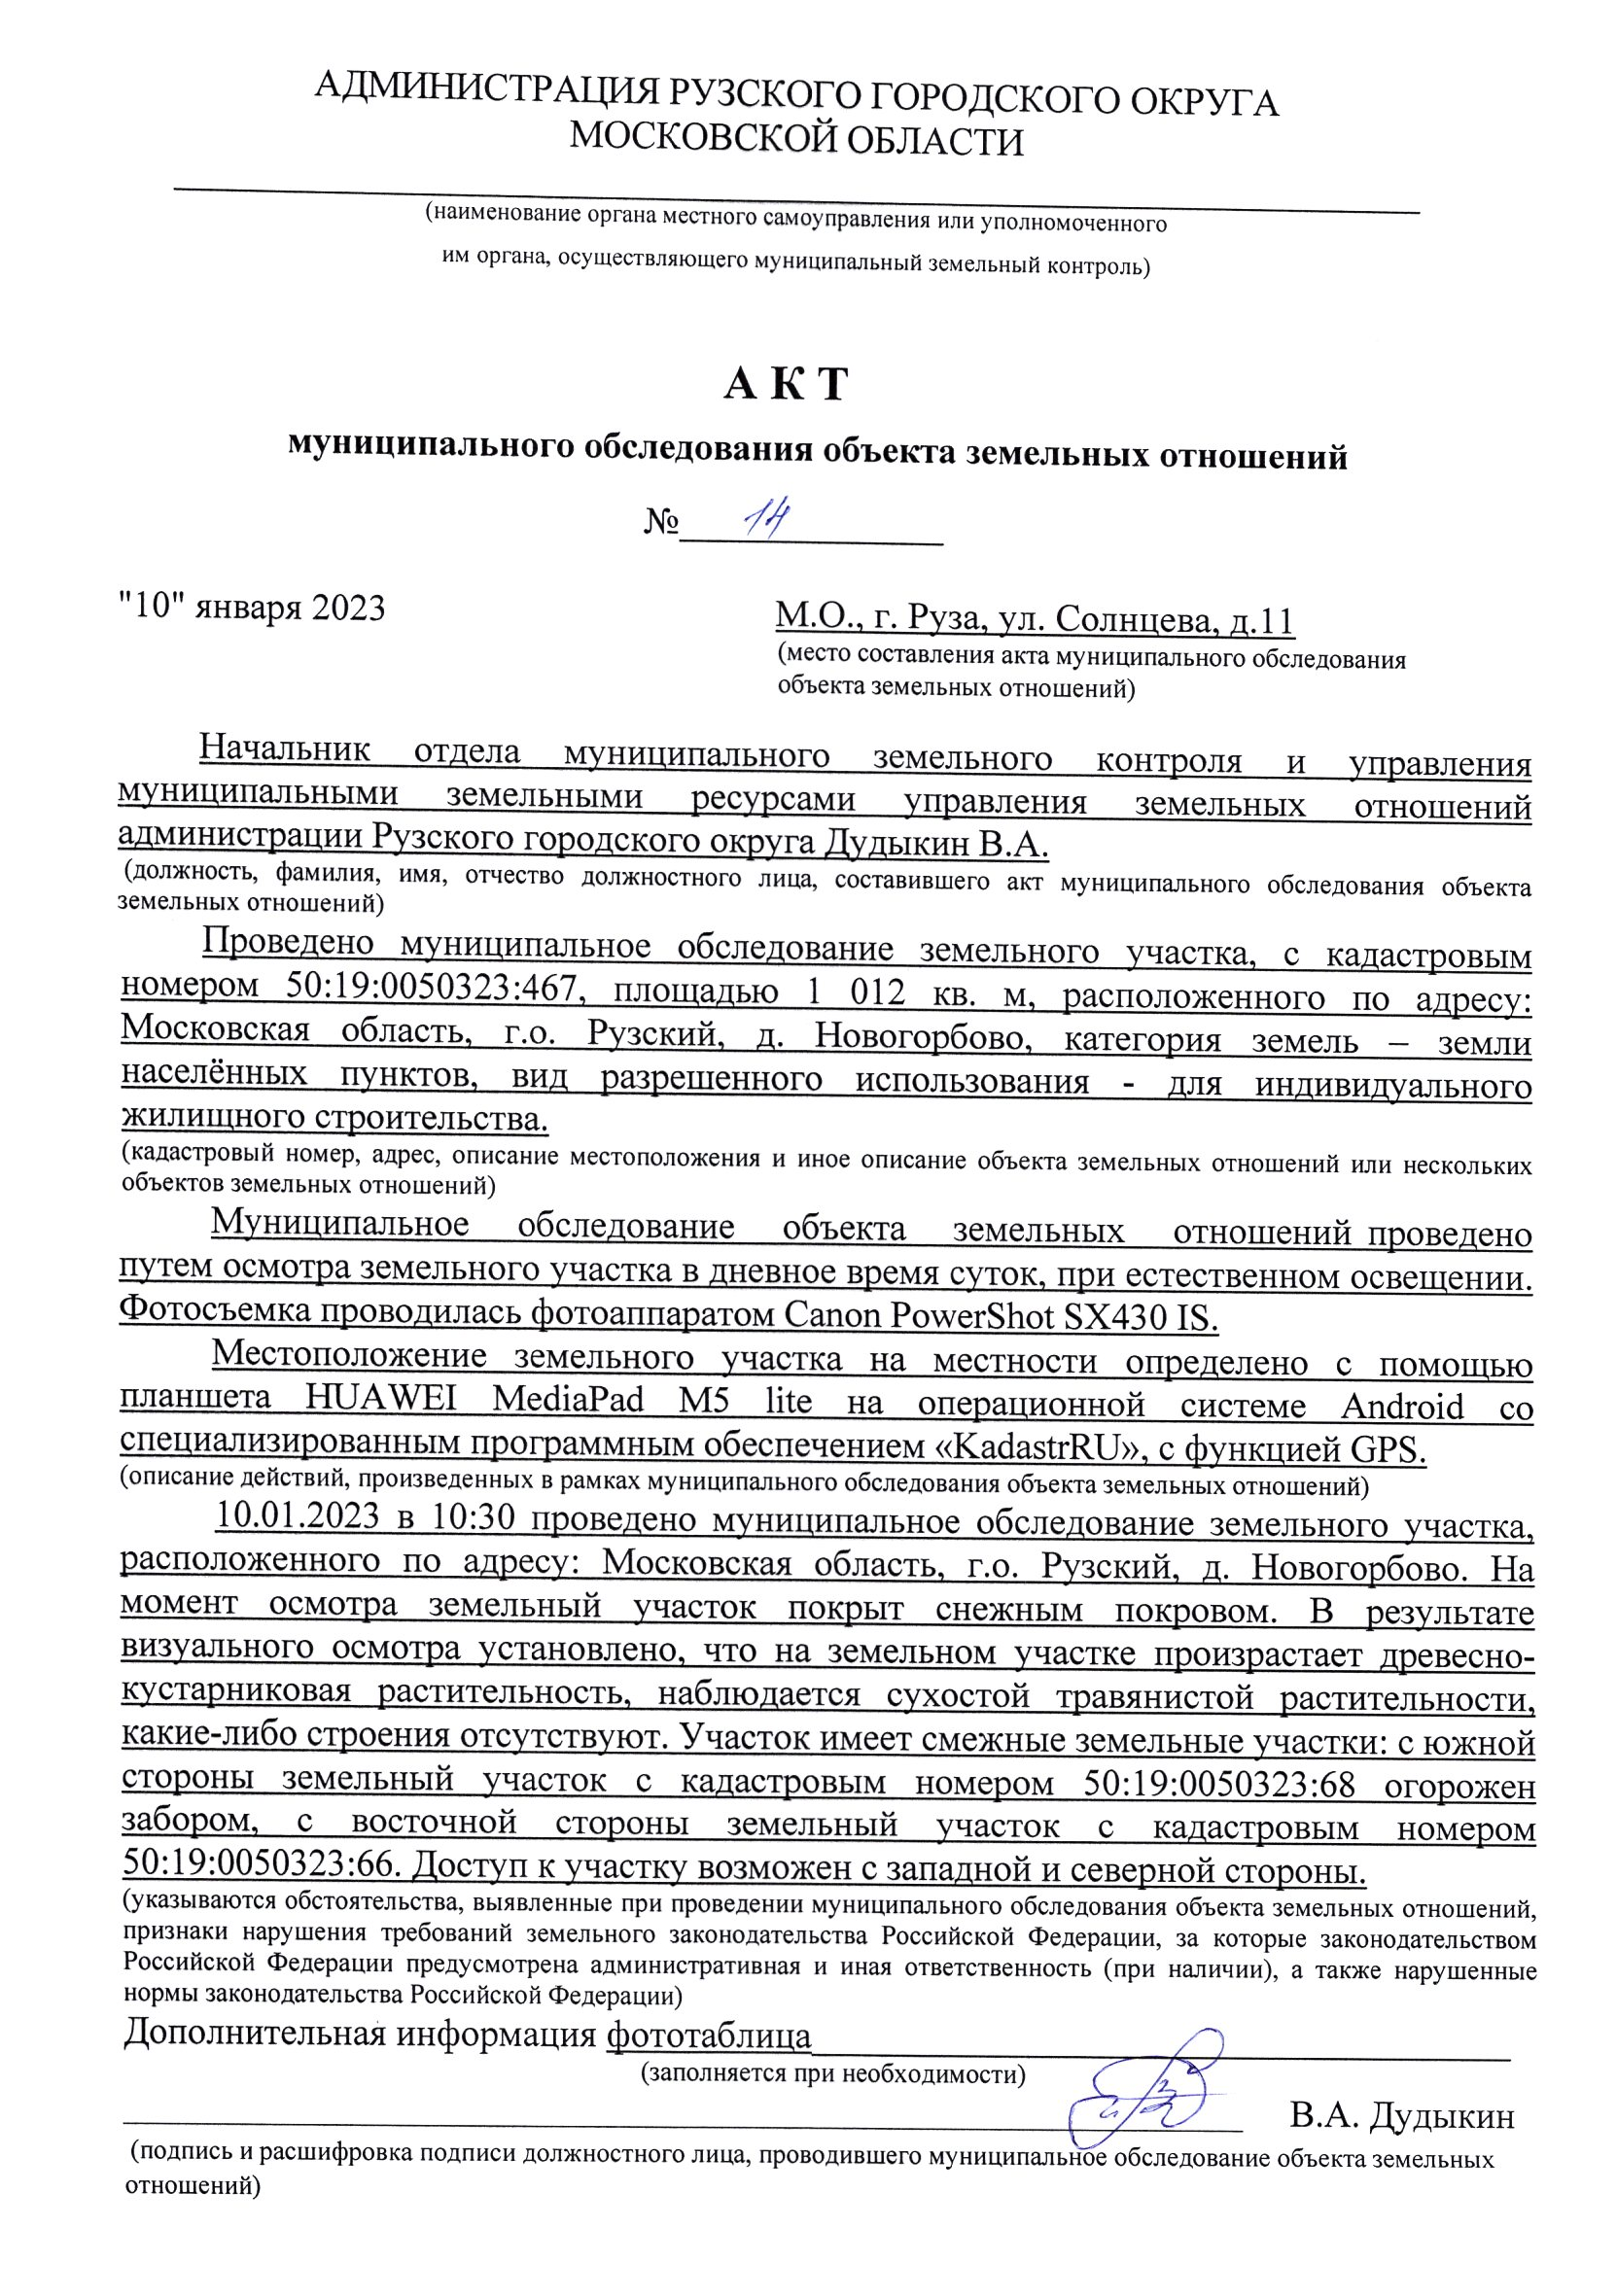 АДМИНИСТРАЦИЯ РУЗСКОГО ГОРОДСКОГО ОКРУГА
МОСКОВСКОЙ ОБЛАСТИ
(наименование органа местного самоуправления или уполномоченного
им органа, осуществляющего муниципальный земельный контроль)
А К Т
муниципального обследования объекта земельных отношений
№ 14
"10" января 2023
М.О., г. Руза, ул. Солнцева, д.11
(место составления акта муниципального обследования
объекта земельных отношений)
Начальник отдела муниципального земельного контроля и управления
муниципальными земельными ресурсами управления земельных отношений
администрации Рузского городского округа Дудыкин В.А.
(должность, фамилия, имя, отчество должностного лица, составившего акт муниципального обследования объекта
земельных отношений)
Проведено муниципальное обследование земельного участка, с кадастровым
номером 50:19:0050323:467, площадью 1 012 кв. м, расположенного по адресу:
Московская область, г.о. Рузский, д. Новогорбово, категория земель – земли
населённых пунктов, вид разрешенного использования - для индивидуального
жилищного строительства.
(кадастровый номер, адрес, описание местоположения и иное описание объекта земельных отношений или нескольких
объектов земельных отношений)
Муниципальное обследование объекта земельных отношений проведено
путем осмотра земельного участка в дневное время суток, при естественном освещении.
Фотосъемка проводилась фотоаппаратом Canon PowerShot SX430 IS.
Местоположение земельного участка на местности определено с помощью
планшета HUAWEI MediaPad M5 lite на операционной системе Android со
специализированным программным обеспечением «KadastrRU», с функцией GPS.
(описание действий, произведенных в рамках муниципального обследования объекта земельных отношений)
10.01.2023 в 10:30 проведено муниципальное обследование земельного участка,
расположенного по адресу: Московская область, г.о. Рузский, д. Новогорбово. На
момент осмотра земельный участок покрыт снежным покровом. В результате
визуального осмотра установлено, что на земельном участке произрастает древесно-
кустарниковая растительность, наблюдается сухостой травянистой растительности,
какие-либо строения отсутствуют. Участок имеет смежные земельные участки: с южной
стороны земельный участок с кадастровым номером 50:19:0050323:68 огорожен
забором, с восточной стороны земельный участок с кадастровым номером
50:19:0050323:66. Доступ к участку возможен с западной и северной стороны.
(указываются обстоятельства, выявленные при проведении муниципального обследования объекта земельных отношений,
признаки нарушения требований земельного законодательства Российской Федерации, за которые законодательством
Российской Федерации предусмотрена административная и иная ответственность (при наличии), а также нарушенные
нормы законодательства Российской Федерации)
Дополнительная информация фототаблица
(заполняется при необходимости)
В.А. Дудыкин
(подпись и расшифровка подписи должностного лица, проводившего муниципальное обследование объекта земельных
отношений)